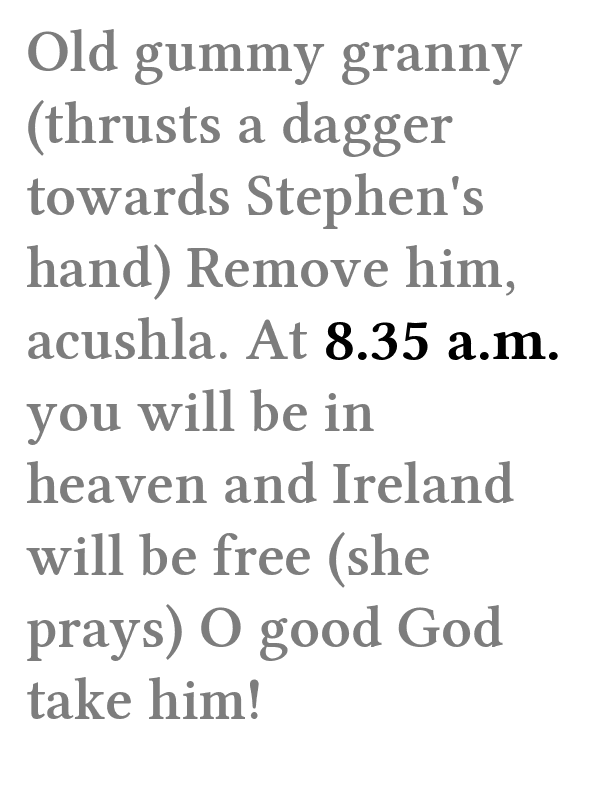 Old gummy granny
(thrusts a dagger
towards Stephen's
hand) Remove him,
acushla. At 8.35 a.m.
you will be in
heaven and Ireland
will be free (she
prays) O good God
take him!